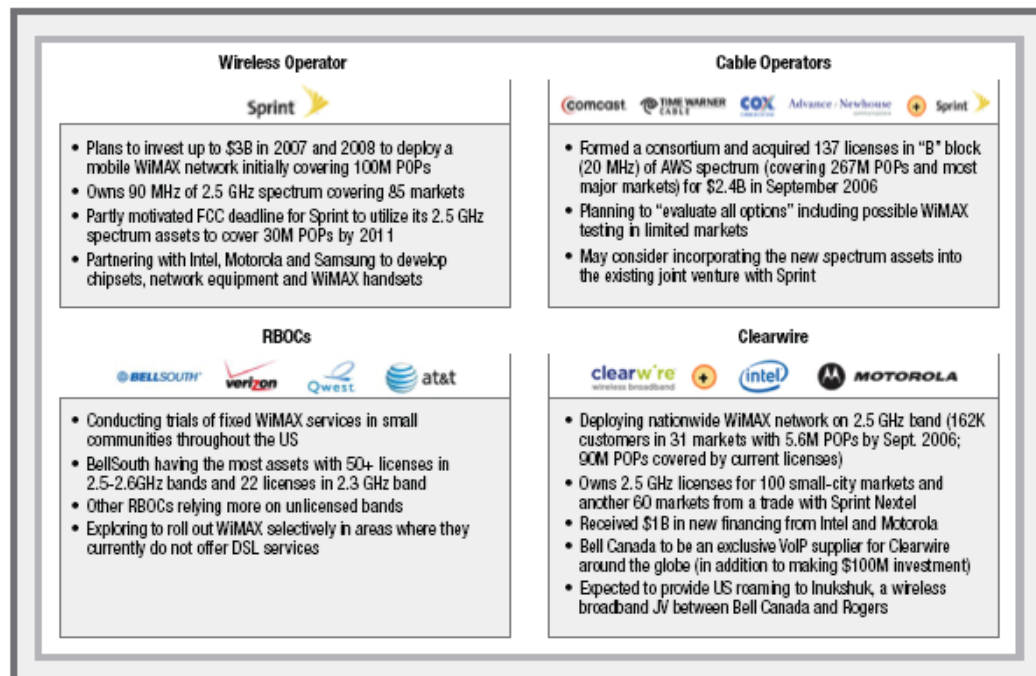 Wireless Operator
Sprint
• Plans to invest up to $3B in 2007 and 2008 to deploy a
mobile WiMAX network initially covering 100M POPs
• Owns 90 MHz of 2.5 GHz spectrum covering 85 markets
• Partly motivated FCC deadline for Sprint to utilize its 2.5 GHz
spectrum assets to cover 30M POPs by 2011
• Partnering with Intel, Motorola and Samsung to develop
chipsets, network equipment and WiMAX handsets
Cable Operators
Comcast TIME WARNER CABLE COX Advance / Newhouse + Sprint
• Formed a consortium and acquired 137 licenses in "B" block
(20 MHz) of AWS spectrum (covering 267M POPs and most
major markets) for $2.4B in September 2006
• Planning to "evaluate all options" including possible WiMAX
testing in limited markets
• May consider incorporating the new spectrum assets into
the existing joint venture with Sprint
RBOCs
BELLSOUTH verizon Qwest at&t
• Conducting trials of fixed WiMAX services in small
communities throughout the US
• BellSouth having the most assets with 50+ licenses in
2.5-2.6GHz bands and 22 licenses in 2.3 GHz band
• Other RBOCs relying more on unlicensed bands
• Exploring to roll out WiMAX selectively in areas where they
currently do not offer DSL services
Clearwire
clearw're + intel MOTOROLA
wireless broadband
• Deploying nationwide WiMAX network on 2.5 GHz band (162K
customers in 31 markets with 5.6M POPs by Sept. 2006;
90M POPs covered by current licenses)
• Owns 2.5 GHz licenses for 100 small-city markets and
another 60 markets from a trade with Sprint Nextel
• Received $1B in new financing from Intel and Motorola
• Bell Canada to be an exclusive VoIP supplier for Clearwire
around the globe (in addition to making $100M investment)
• Expected to provide US roaming to Inukshuk, a wireless
broadband JV between Bell Canada and Rogers